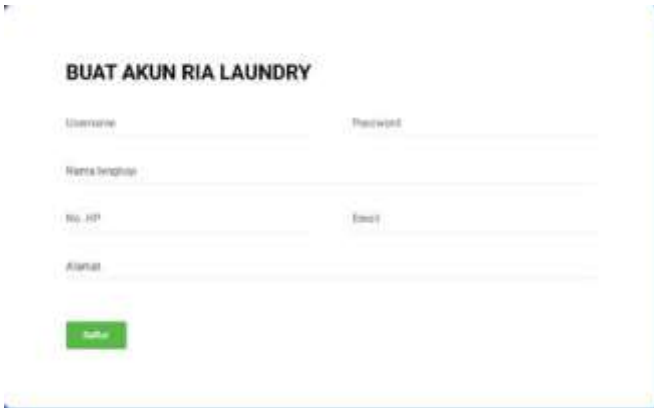 BUAT AKUN RIA LAUNDRY
Username Password
Nama lengkap
No. HP Email
Alamat
Daftar